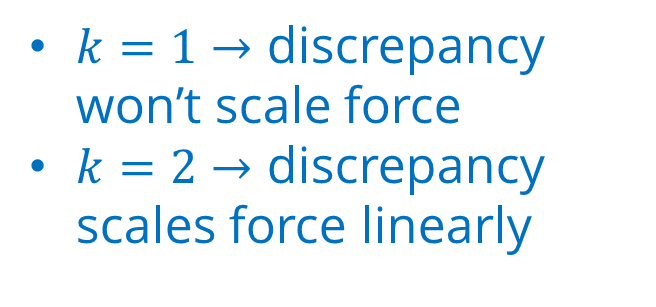 • k = 1 → discrepancy
won’t scale force
• k = 2 → discrepancy
scales force linearly